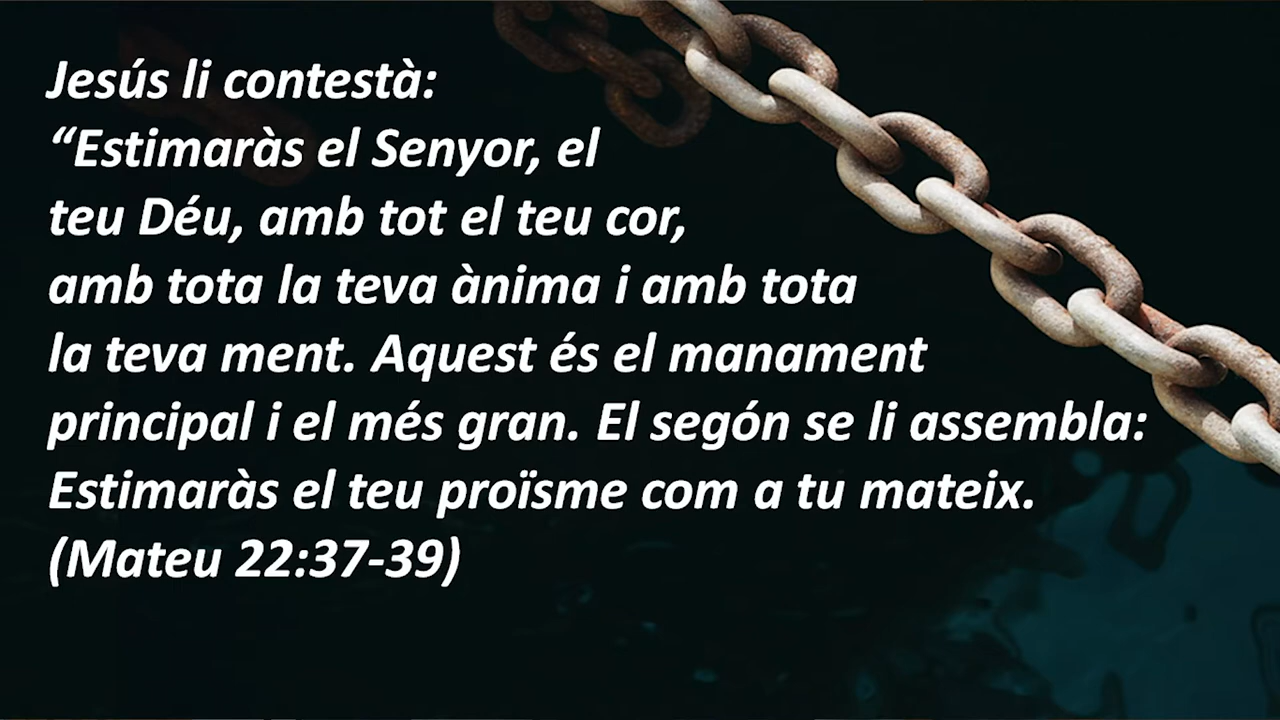 Jesús li contestà:
“Estimaràs el Senyor, el
teu Déu, amb tot el teu cor,
amb tota la teva ànima i amb tota
la teva ment. Aquest és el manament
principal i el més gran. El segón se li assembla:
Estimaràs el teu proïsme com a tu mateix.
(Mateu 22:37-39)